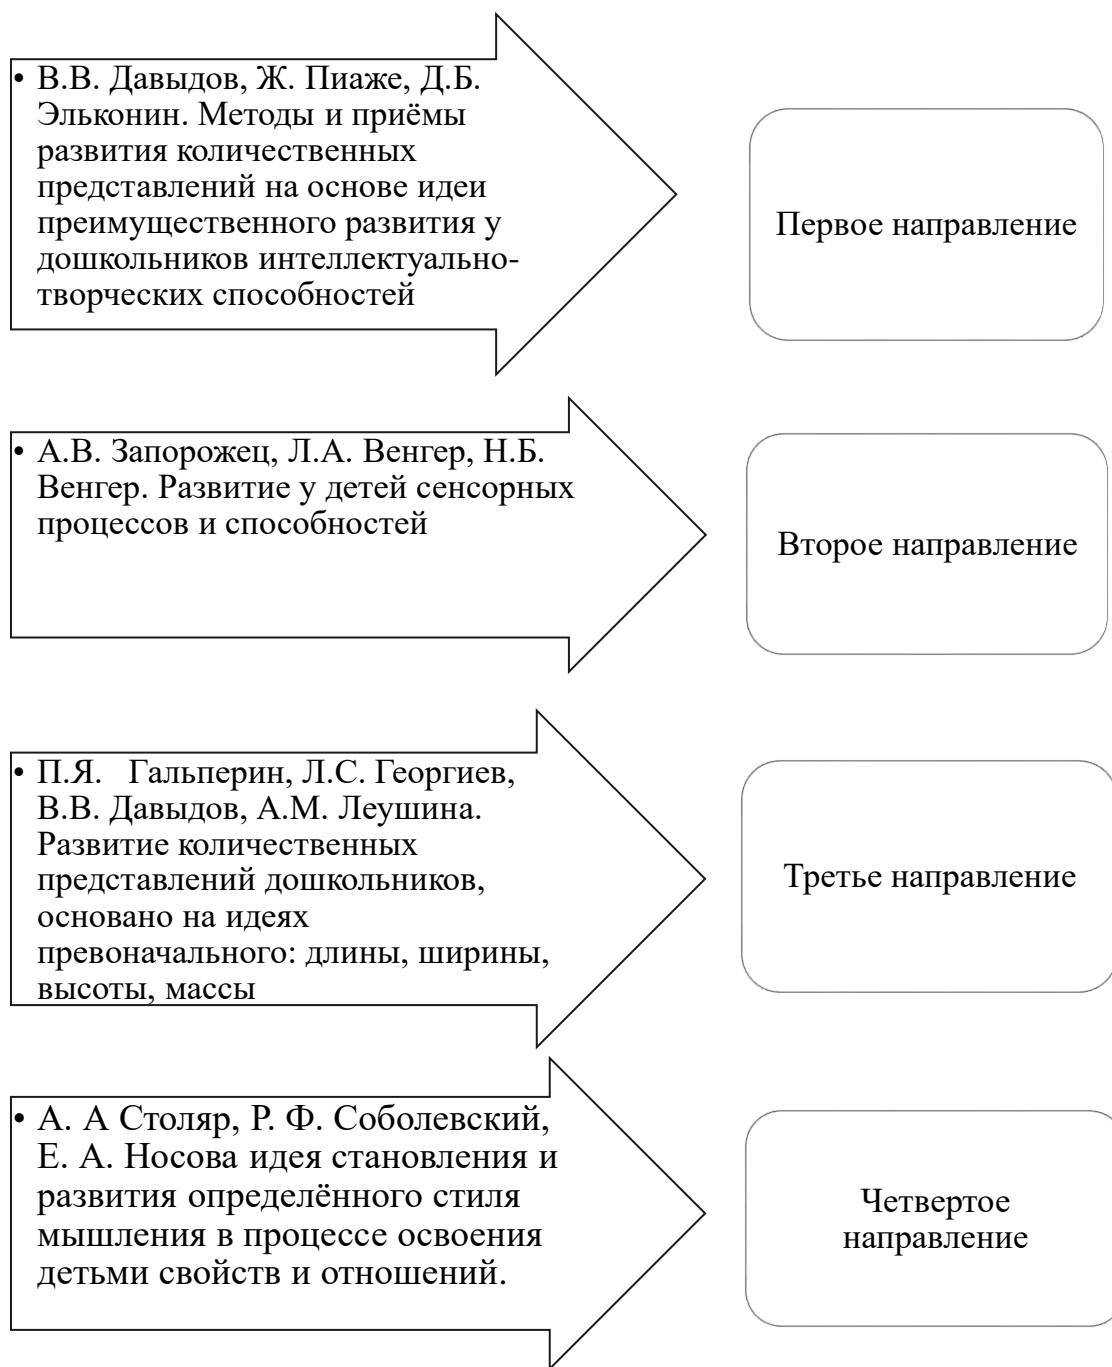 • В.В. Давыдов, Ж. Пиаже, Д.Б.
Эльконин. Методы и приёмы
развития количественных
представлений на основе идеи
преимущественного развития у
дошкольников интеллектуально-
творческих способностей
Первое направление
• А.В. Запорожец, Л.А. Венгер, Н.Б.
Венгер. Развитие у детей сенсорных
процессов и способностей
Второе направление
• П.Я. Гальперин, Л.С. Георгиев,
В.В. Давыдов, А.М. Леушина.
Развитие количественных
представлений дошкольников,
основано на идеях
превоначального: длины, ширины,
высоты, массы
Третье направление
• А. А Столяр, Р. Ф. Соболевский,
Е. А. Носова идея становления и
развития определённого стиля
мышления в процессе освоения
детьми свойств и отношений.
Четвертое
направление